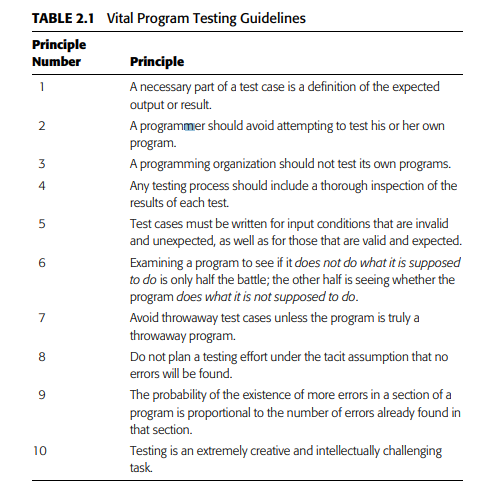 TABLE 2.1 Vital Program Testing Guidelines
Principle
Number Principle
1 A necessary part of a test case is a definition of the expected
output or result.
2 A programmer should avoid attempting to test his or her own
program.
3 A programming organization should not test its own programs.
4 Any testing process should include a thorough inspection of the
results of each test.
5 Test cases must be written for input conditions that are invalid
and unexpected, as well as for those that are valid and expected.
6 Examining a program to see if it does not do what it is supposed
to do is only half the battle; the other half is seeing whether the
program does what it is not supposed to do.
7 Avoid throwaway test cases unless the program is truly a
throwaway program.
8 Do not plan a testing effort under the tacit assumption that no
errors will be found.
9 The probability of the existence of more errors in a section of a
program is proportional to the number of errors already found in
that section.
10 Testing is an extremely creative and intellectually challenging
task.